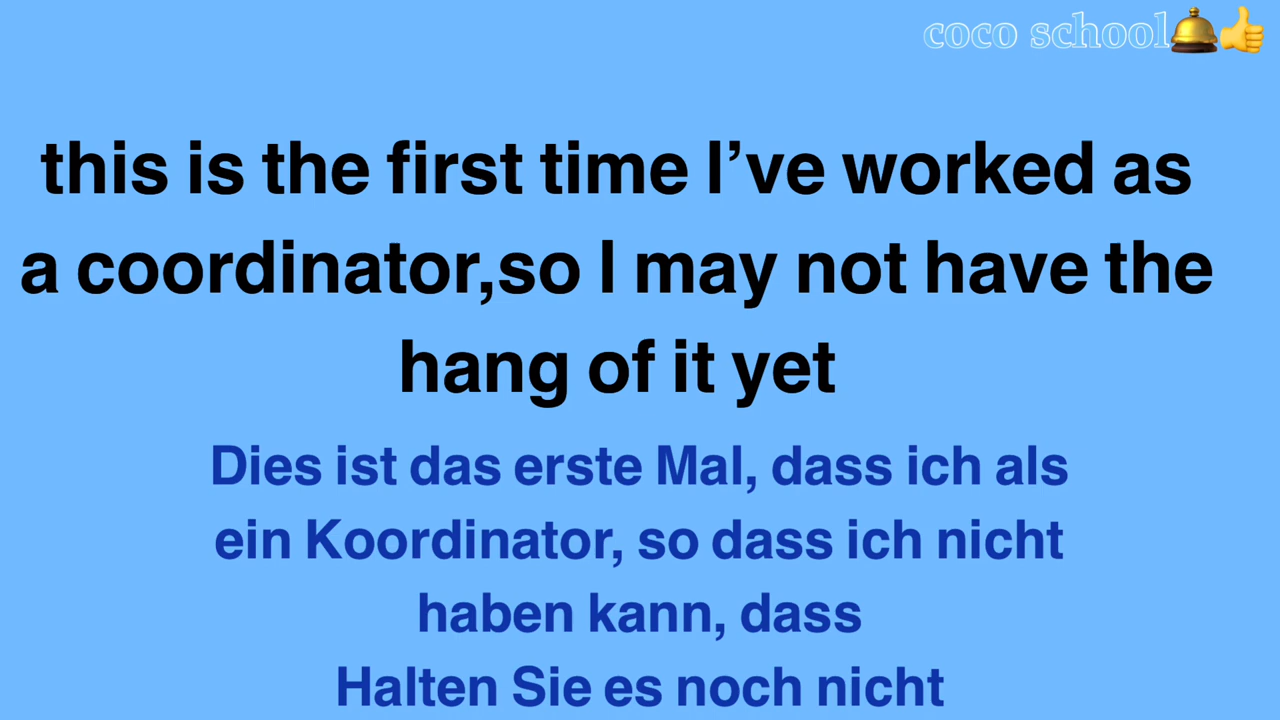 coco school🛎👍
this is the first time I’ve worked as
a coordinator,so I may not have the
hang of it yet
Dies ist das erste Mal, dass ich als
ein Koordinator, so dass ich nicht
haben kann, dass
Halten Sie es noch nicht